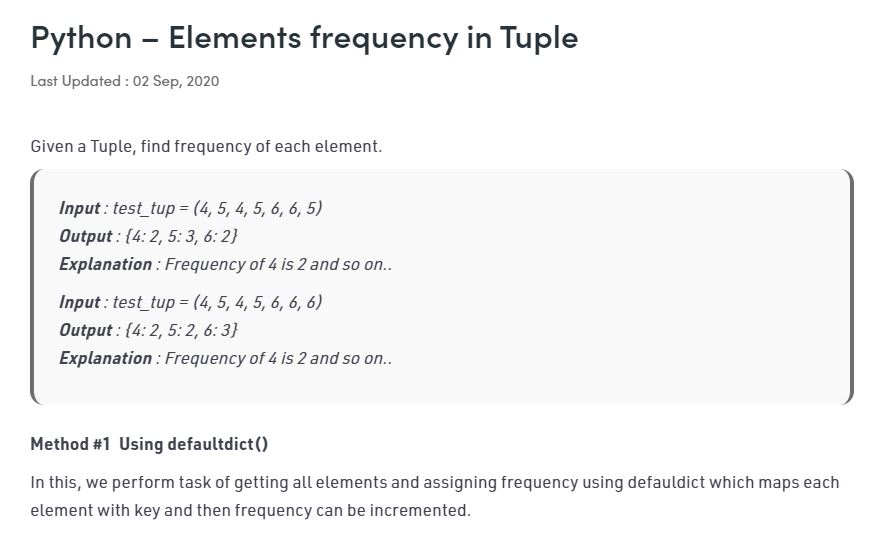 Python – Elements frequency in Tuple
Last Updated : 02 Sep, 2020
Given a Tuple, find frequency of each element.
Input : test_tup = (4, 5, 4, 5, 6, 6, 5)
Output : {4: 2, 5: 3, 6: 2}
Explanation : Frequency of 4 is 2 and so on..
Input : test_tup = (4, 5, 4, 5, 6, 6, 6)
Output : {4: 2, 5: 2, 6: 3}
Explanation : Frequency of 4 is 2 and so on..
Method #1 Using defaultdict()
In this, we perform task of getting all elements and assigning frequency using defauldict which maps each
element with key and then frequency can be incremented.